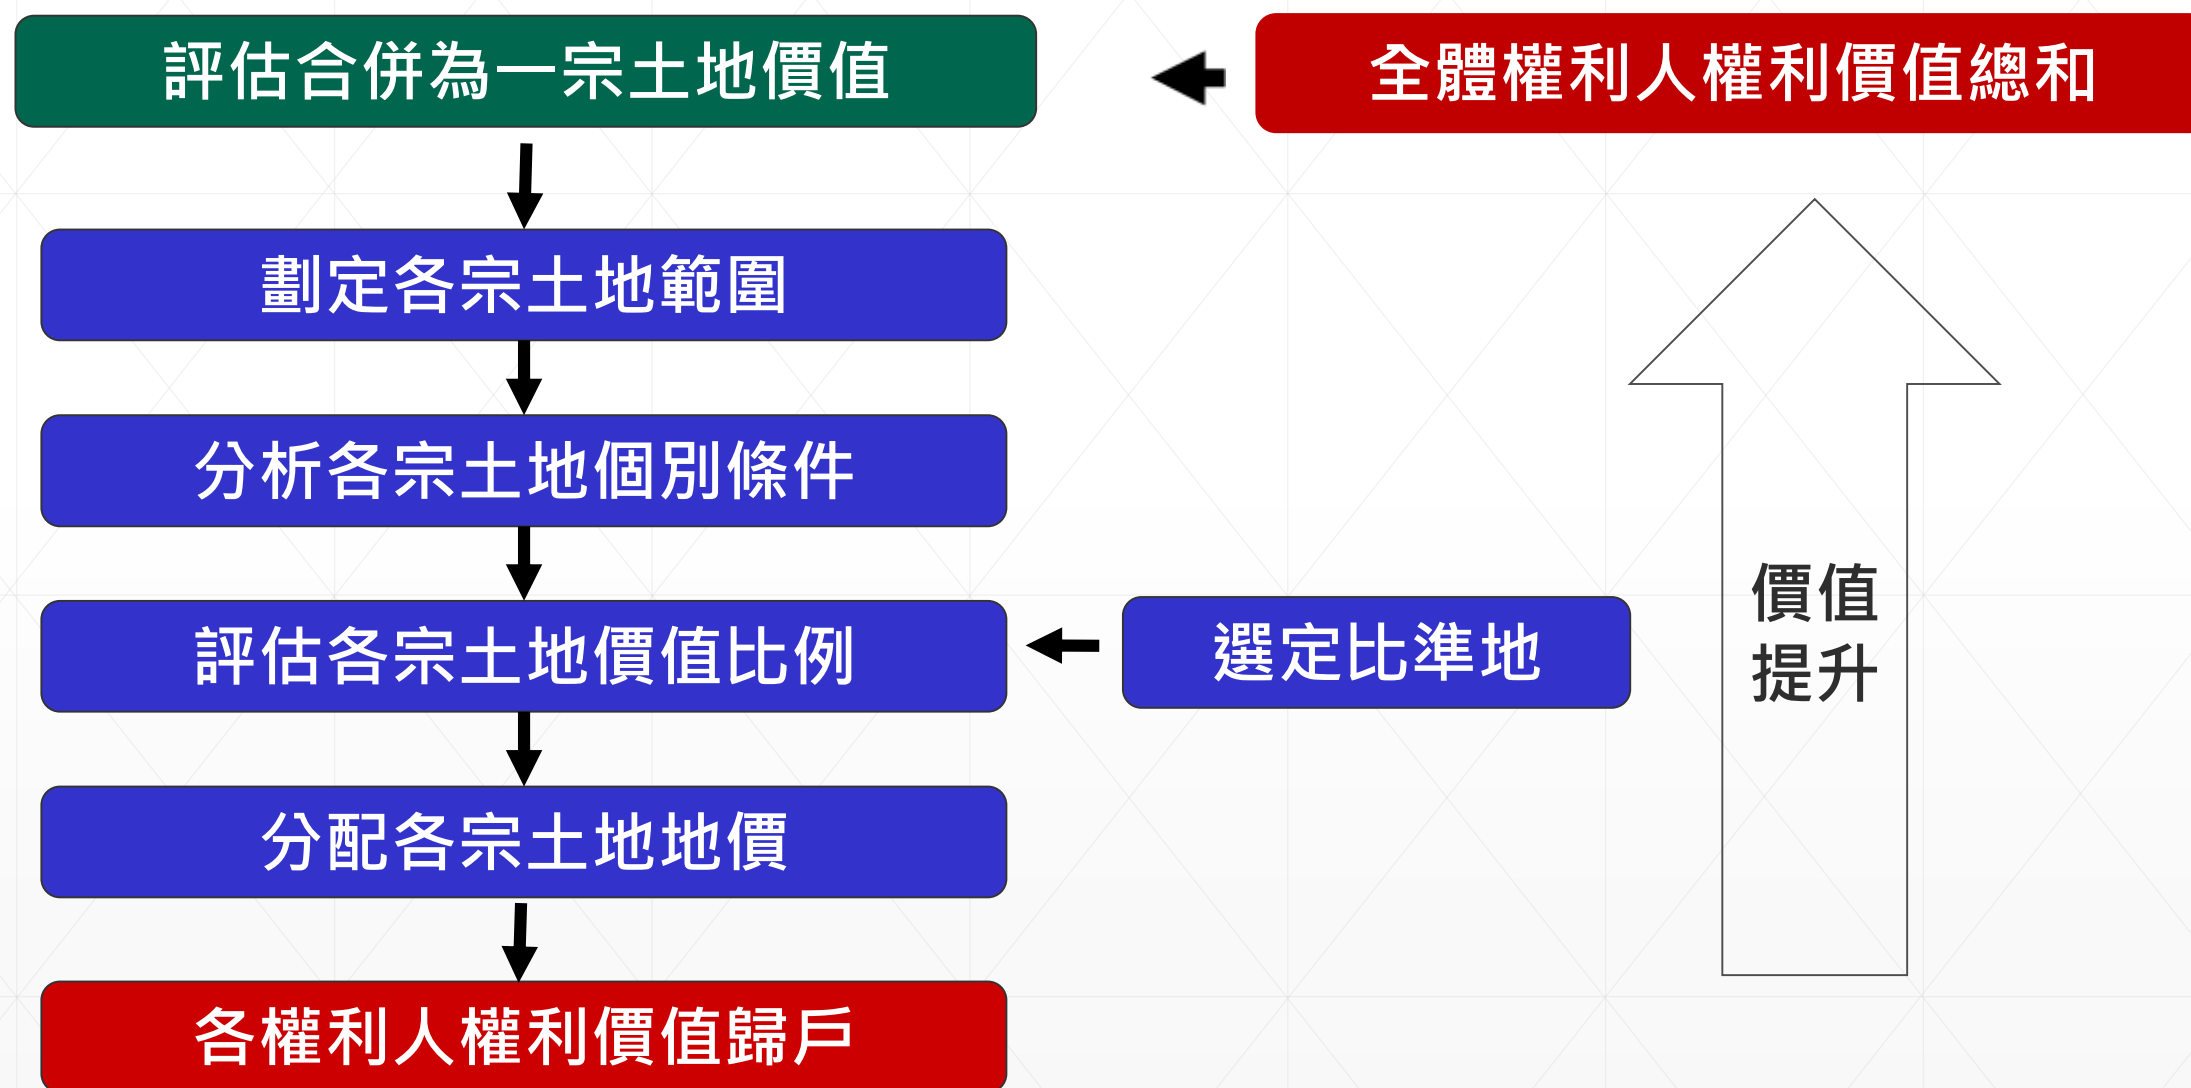 評估合併為一宗土地價值
全體權利人權利價值總和
劃定各宗土地範圍
分析各宗土地個別條件
評估各宗土地價值比例
選定比準地
價值
提升
分配各宗土地地價
各權利人權利價值歸戶